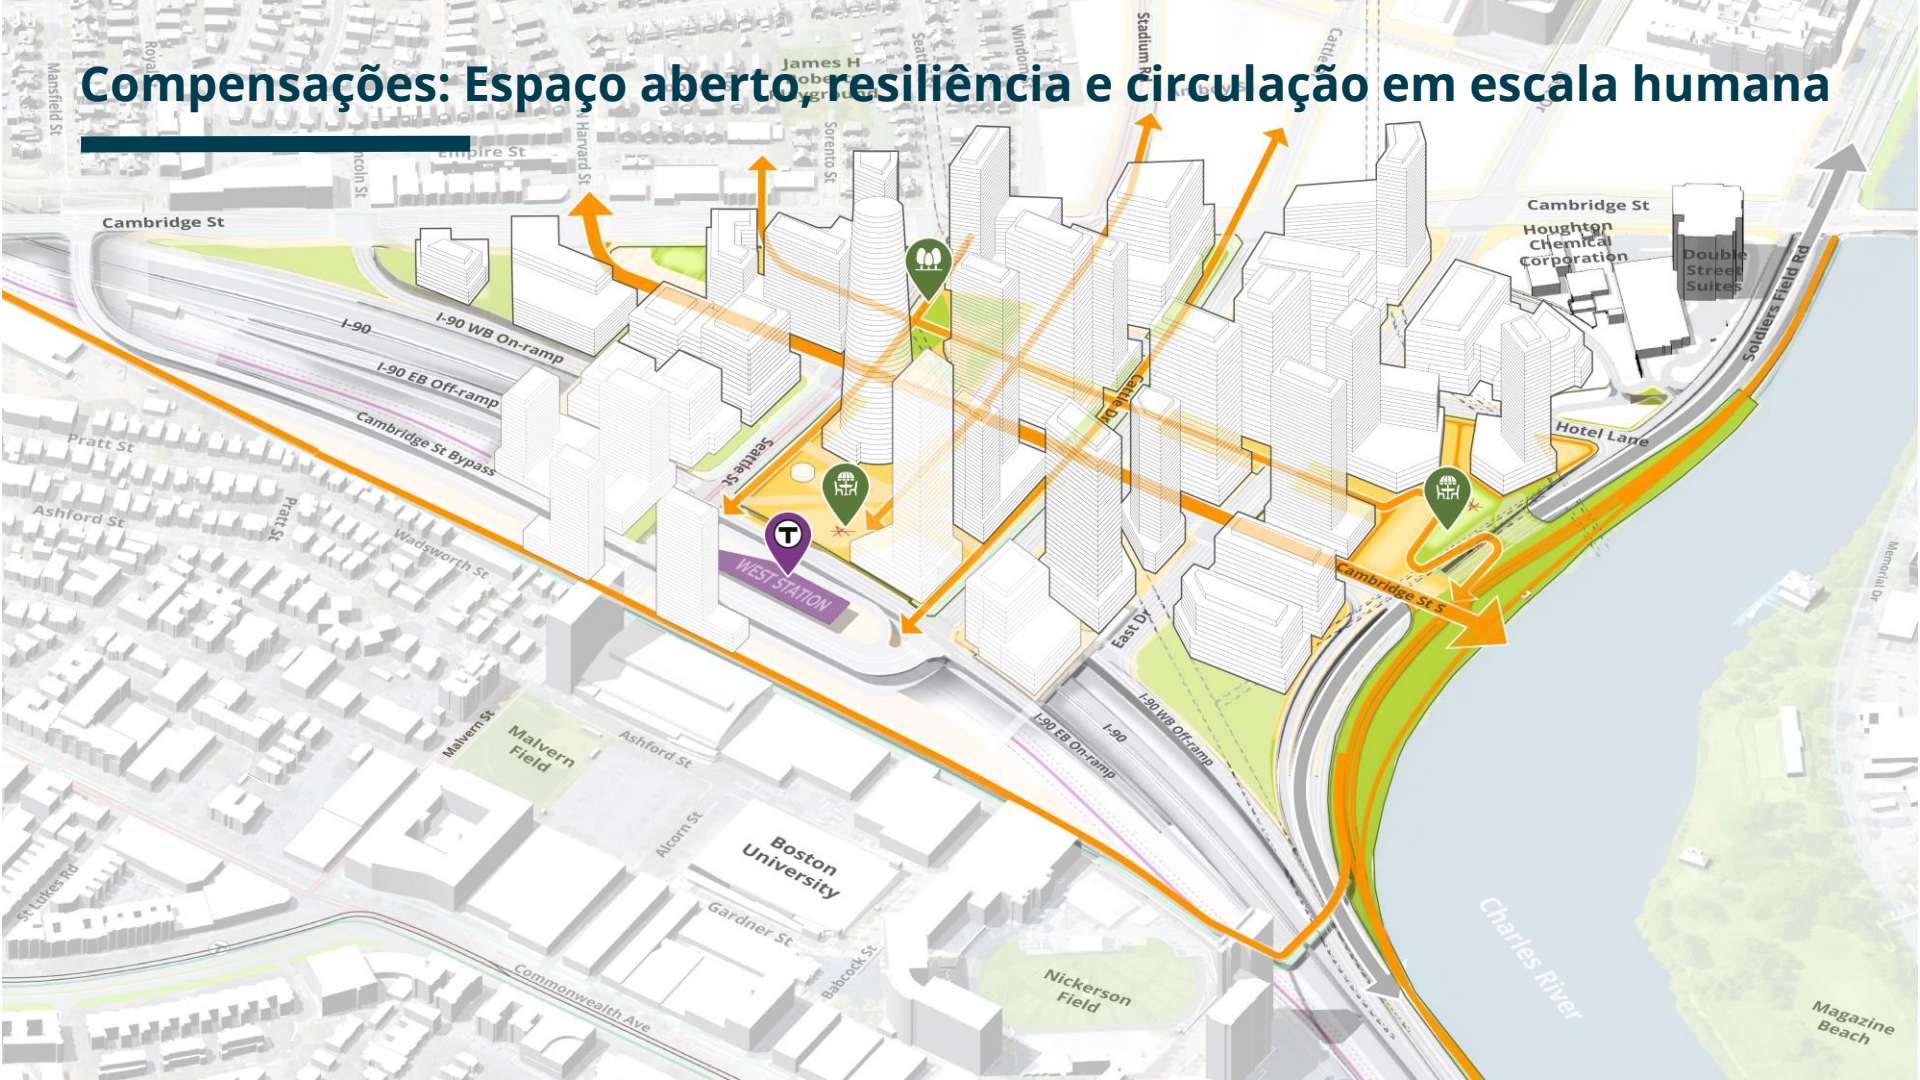 Compensações: Espaço aberto, resiliência e circulação em escala humana
Mansfield St
Empire St
N Harvard St
Sorento St
James H
Cambridge St
Cambridge St
Houghton
Chemical
Corporation
Double
Street
Suites
Soldiers Field Rd
I-90
I-90 WB On-ramp
I-90 EB Off-ramp
Cambridge St Bypass
Seattle St
Cattle Dr
Hotel Lane
Pratt St
Ashford St
Pratt St
Wadsworth St
T
WEST STATION
Cambridge St S
East Dr
Memorial Dr
I-90 WB Off-ramp
I-90
I-90 EB On-ramp
Malvern St
Malvern
Field
Ashford St
Alcorn St
Boston
University
St Lukes Rd
Gardner St
Babcock St
Commonwealth Ave
Nickerson
Field
Charles River
Magazine
Beach